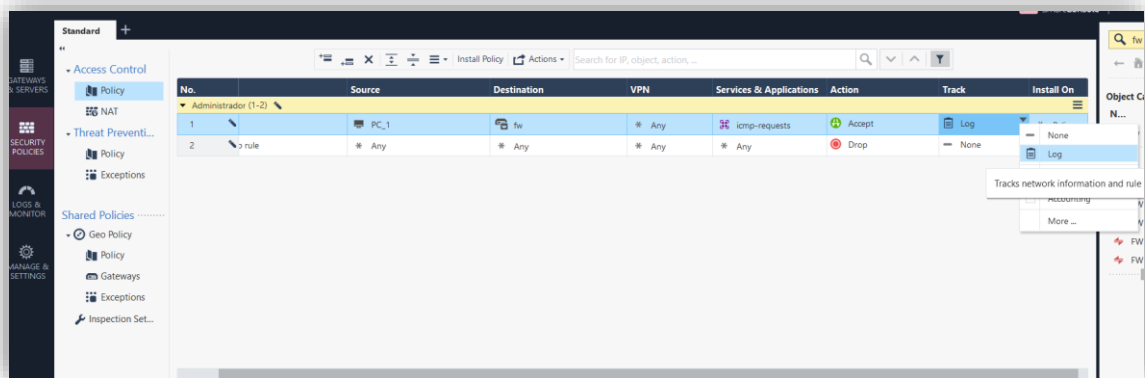 Standard +
GATEWAYS
& SERVERS
SECURITY
POLICIES
LOGS &
MONITOR
MANAGE &
SETTINGS
Access Control
Policy
NAT
Threat Preventi...
Policy
Exceptions
Shared Policies
Geo Policy
Policy
Gateways
Exceptions
Inspection Set...
Install Policy Actions Search for IP, object, action, ...
No. Source Destination VPN Services & Applications Action Track Install On
Administrador (1-2)
1 PC_1 fw * Any icmp-requests Accept Log
2 rule * Any * Any * Any * Any Drop None
None
Log
Tracks network information and rule
Accounting
More ...
fw
Object Ca
N...
FW
FW